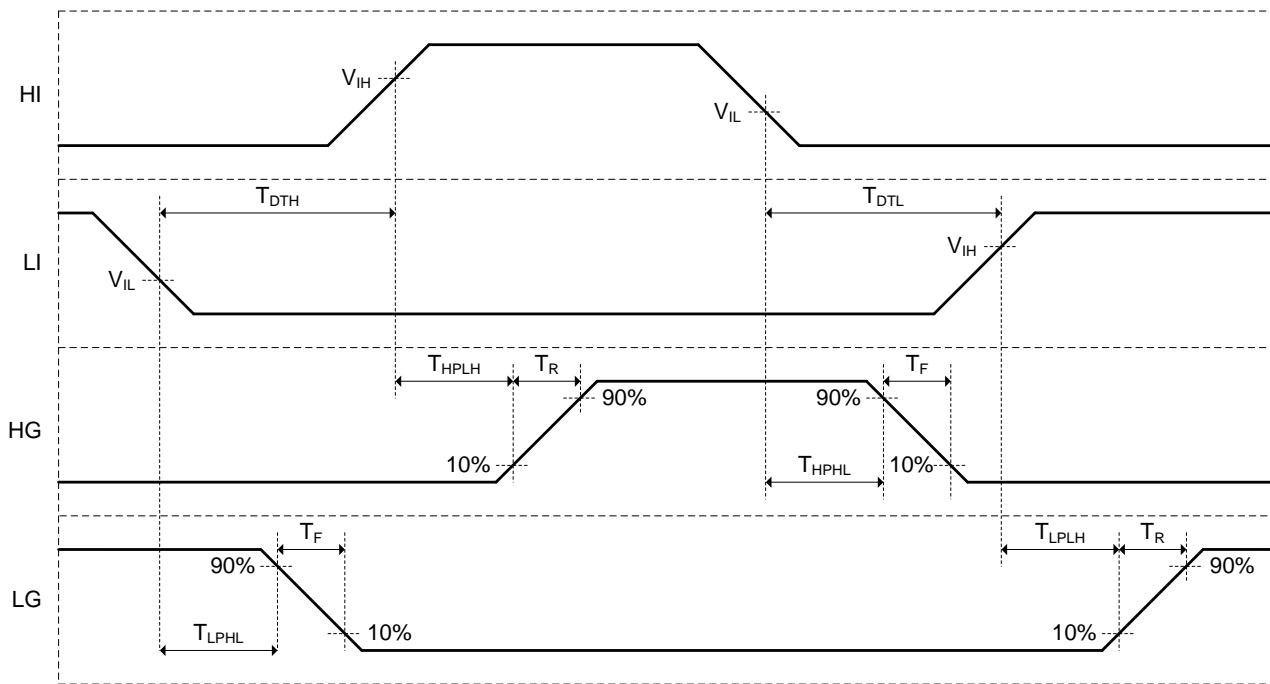 HI
V_IH
V_IL
T_DTH
T_DTL
LI
V_IL
V_IH
T_HPLH
T_R
T_F
HG
90%
90%
10%
10%
T_HPHL
T_F
T_LPLH
T_R
LG
90%
90%
10%
10%
T_LPHL